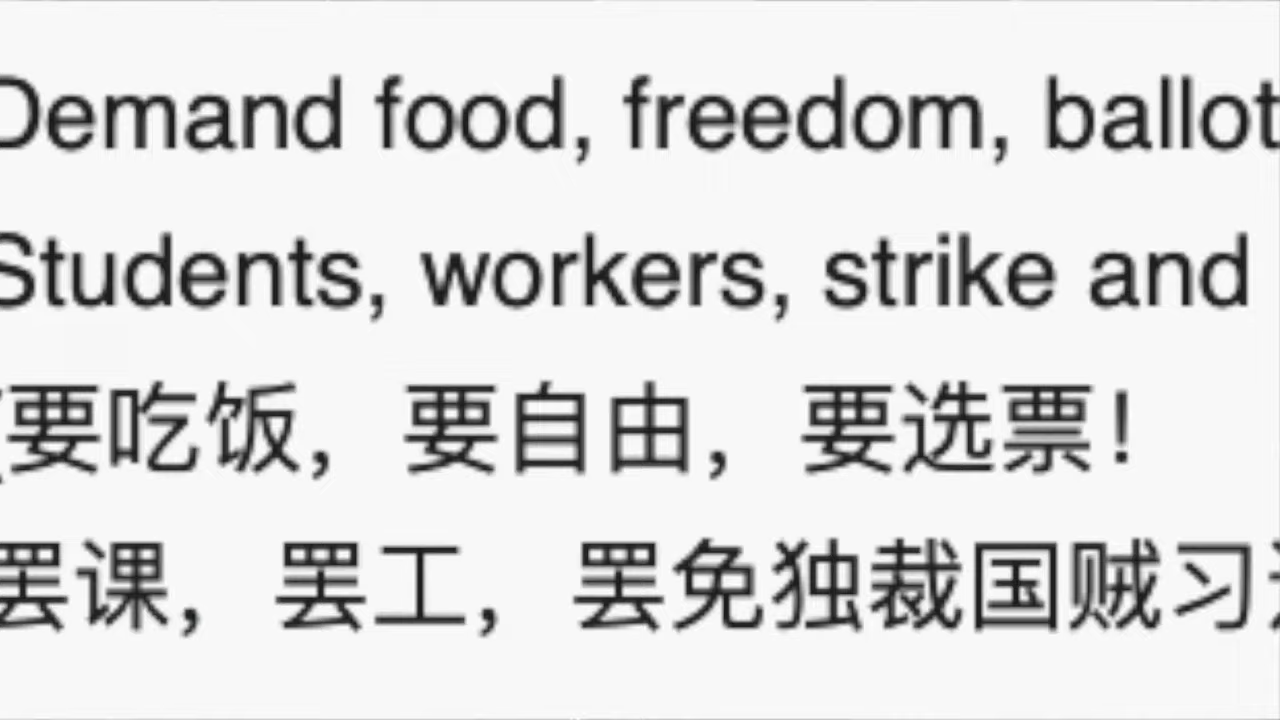 Demand food, freedom, ballot
Students, workers, strike and
(要吃饭，要自由，要选票！
罢课，罢工，罢免独裁国贼习